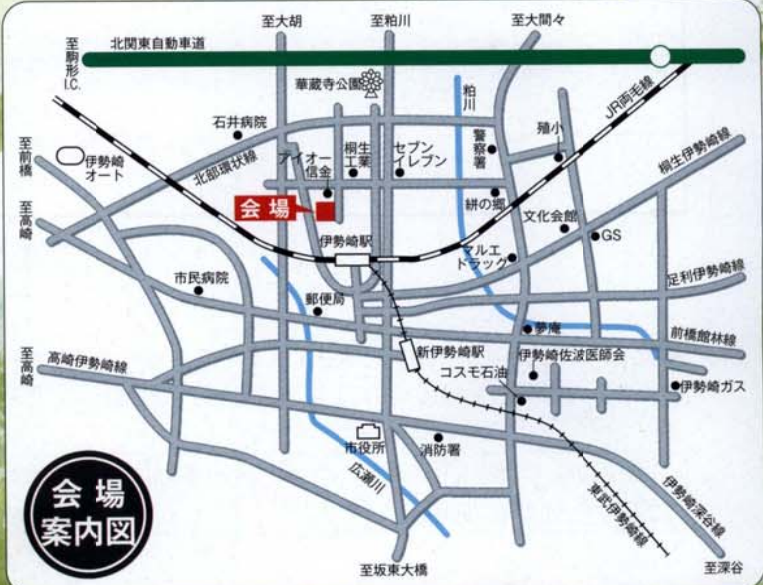 至大胡
至粕川
至大間々
至駒形I.C.
北関東自動車道
華蔵寺公園
粕川
JR両毛線
石井病院
桐生工業
セブンイレブン
警察署
殖小
桐生伊勢崎線
至前橋
伊勢崎オート
北部環状線
アイオー信金
絣の郷
会場
文化会館
至高崎
伊勢崎駅
マルエドラッグ
GS
市民病院
足利伊勢崎線
郵便局
夢庵
前橋館林線
至高崎
高崎伊勢崎線
新伊勢崎駅
伊勢崎佐波医師会
コスモ石油
伊勢崎ガス
市役所
消防署
広瀬川
会場
案内図
東武伊勢崎線
伊勢崎深谷線
至坂東大橋
至深谷